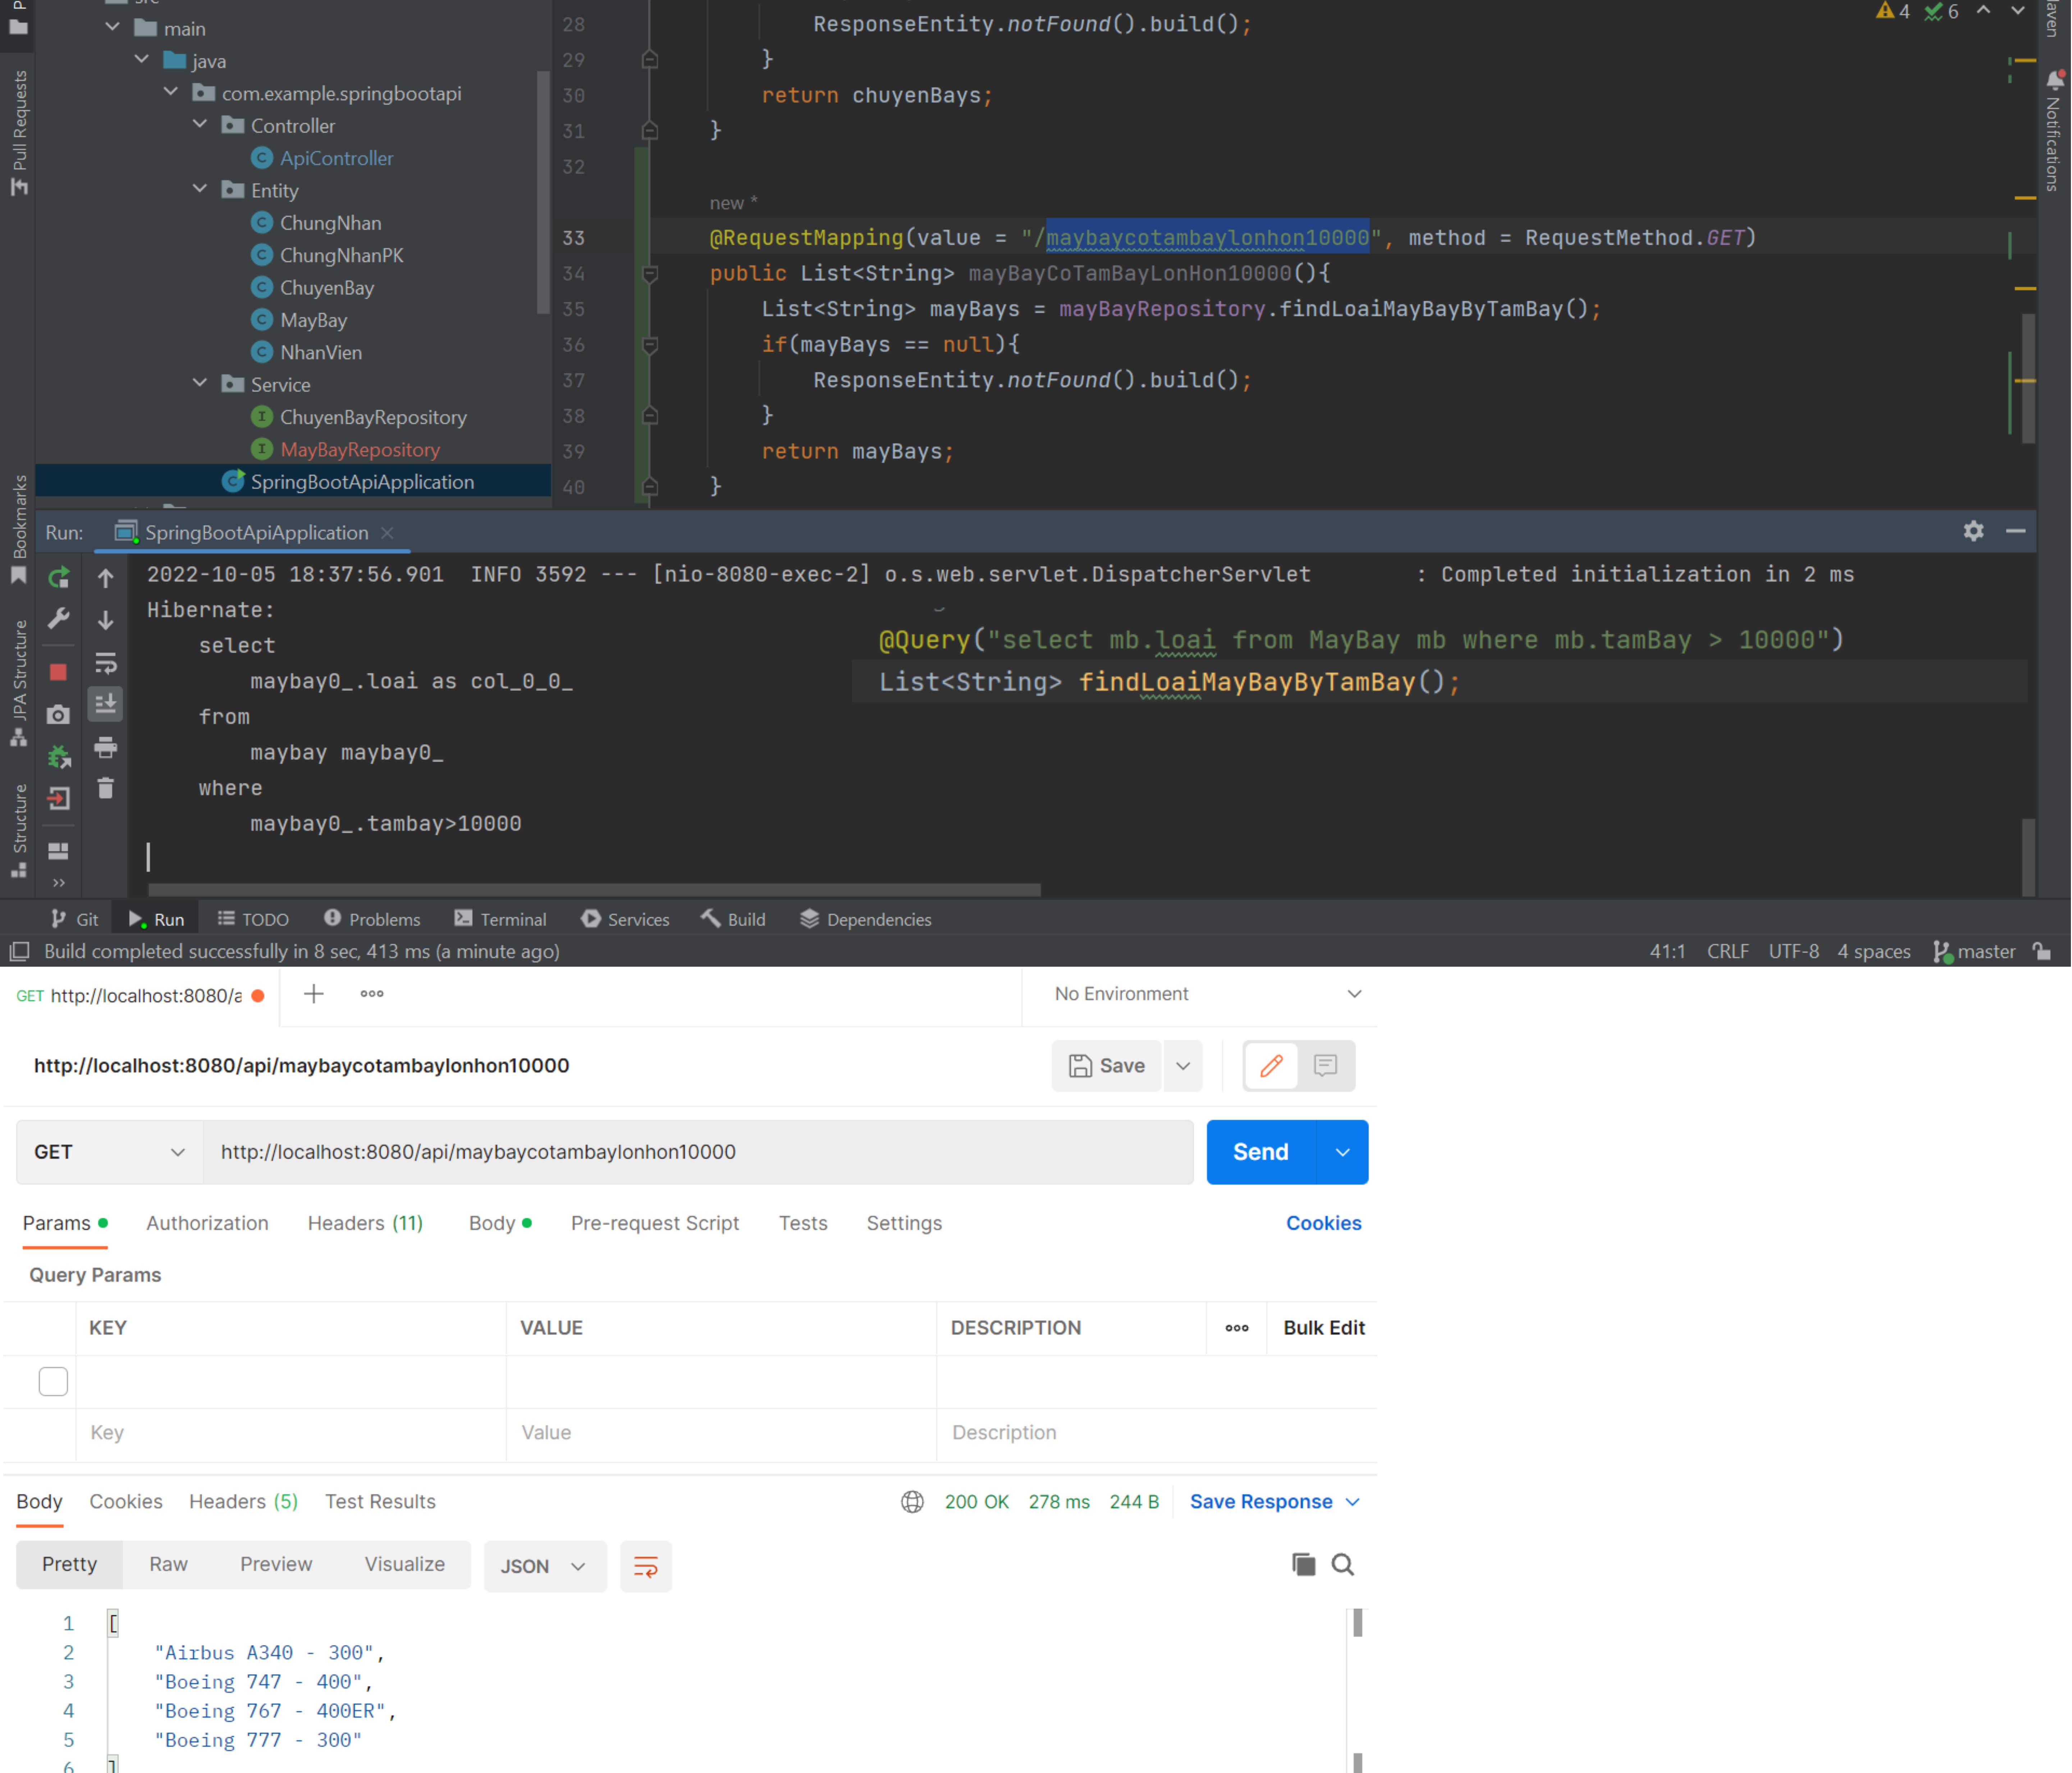 main
java
com.example.springbootapi
Controller
ApiController
Entity
ChungNhan
ChungNhanPK
ChuyenBay
MayBay
NhanVien
Service
ChuyenBayRepository
MayBayRepository
SpringBootApiApplication
Pull Requests
Bookmarks
JPA Structure
Structure
Notifications
4 6
28 ResponseEntity.notFound().build();
29 }
30 return chuyenBays;
31 }
32
new *
33 @RequestMapping(value = "/maybaycotambaylonhon10000", method = RequestMethod.GET)
34 public List<String> mayBayCoTamBayLonHon10000(){
35 List<String> mayBays = mayBayRepository.findLoaiMayBayByTamBay();
36 if(mayBays == null){
37 ResponseEntity.notFound().build();
38 }
39 return mayBays;
40 }
Run: SpringBootApiApplication
2022-10-05 18:37:56.901 INFO 3592 --- [nio-8080-exec-2] o.s.web.servlet.DispatcherServlet : Completed initialization in 2 ms
Hibernate:
select
maybay0_.loai as col_0_0_
from
maybay maybay0_
where
maybay0_.tambay>10000
@Query("select mb.loai from MayBay mb where mb.tamBay > 10000")
List<String> findLoaiMayBayByTamBay();
Git Run TODO Problems Terminal Services Build Dependencies
Build completed successfully in 8 sec, 413 ms (a minute ago) 41:1 CRLF UTF-8 4 spaces master
GET http://localhost:8080/a No Environment
http://localhost:8080/api/maybaycotambaylonhon10000 Save
GET http://localhost:8080/api/maybaycotambaylonhon10000 Send
Params Authorization Headers (11) Body Pre-request Script Tests Settings Cookies
Query Params
KEY VALUE DESCRIPTION Bulk Edit
Key Value Description
Body Cookies Headers (5) Test Results 200 OK 278 ms 244 B Save Response
Pretty Raw Preview Visualize JSON
1 [
2 "Airbus A340 - 300",
3 "Boeing 747 - 400",
4 "Boeing 767 - 400ER",
5 "Boeing 777 - 300"
6 ]